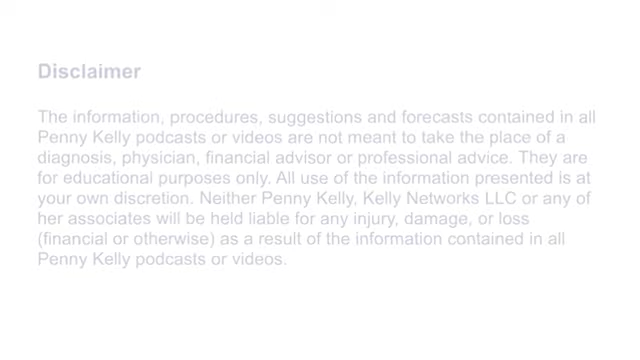 Disclaimer
The information, procedures, suggestions and forecasts contained in all
Penny Kelly podcasts or videos are not meant to take the place of a
diagnosis, physician, financial advisor or professional advice. They are
for educational purposes only. All use of the information presented is at
your own discretion. Neither Penny Kelly, Kelly Networks LLC or any of
her associates will be held liable for any injury, damage, or loss
(financial or otherwise) as a result of the information contained in all
Penny Kelly podcasts or videos.